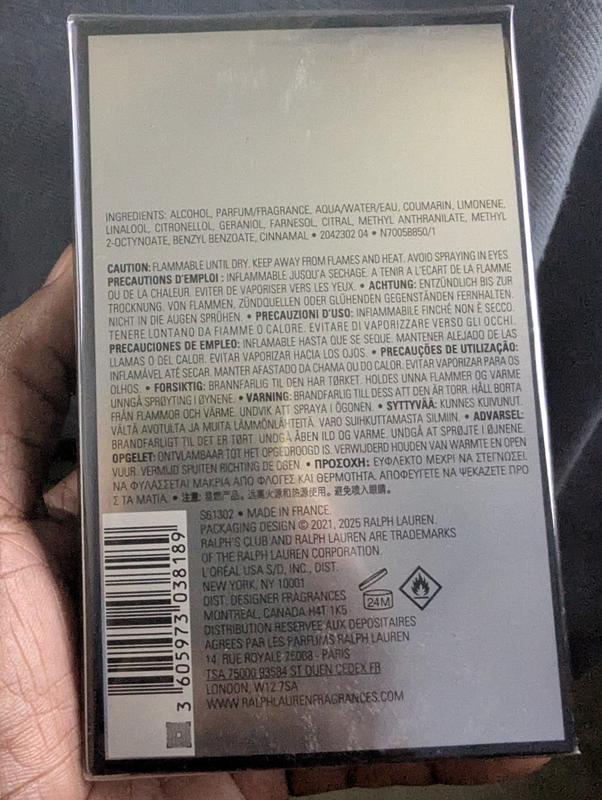 INGREDIENTS: ALCOHOL, PARFUM/FRAGRANCE, AQUA/WATER/EAU, COUMARIN, LIMONENE,
LINALOOL, CITRONELLOL, GERANIOL, FARNESOL, CITRAL, METHYL ANTHRANILATE, METHYL
2-OCTYNOATE, BENZYL BENZOATE, CINNAMAL • 2042302 04 • N70058850/1
CAUTION: FLAMMABLE UNTIL DRY. KEEP AWAY FROM FLAMES AND HEAT. AVOID SPRAYING IN EYES.
PRECAUTIONS D'EMPLOI : INFLAMMABLE JUSQU'A SECHAGE. A TENIR A L'ECART DE LA FLAMME
OU DE LA CHALEUR. EVITER DE VAPORISER VERS LES YEUX. • ACHTUNG: ENTZÜNDLICH BIS ZUR
TROCKNUNG. VON FLAMMEN, ZÜNDQUELLEN ODER GLÜHENDEN GEGENSTÄNDEN FERNHALTEN.
NICHT IN DIE AUGEN SPRÜHEN. • PRECAUZIONI D'USO: INFIAMMABILE FINCHÉ NON È SECCO.
TENERE LONTANO DA FIAMME O CALORE. EVITARE DI VAPORIZZARE VERSO GLI OCCHI.
PRECAUCIONES DE EMPLEO: INFLAMABLE HASTA QUE SE SEQUE. MANTENER ALEJADO DE LAS
LLAMAS O DEL CALOR. EVITAR VAPORIZAR HACIA LOS OJOS. • PRECAUÇÕES DE UTILIZAÇÃO:
INFLAMÁVEL ATÉ SECAR. MANTER AFASTADO DA CHAMA OU DO CALOR. EVITAR VAPORIZAR PARA OS
OLHOS. • FORSIKTIG: BRANNFARLIG TIL DEN HAR TØRKET. HOLDES UNNA FLAMMER OG VARME.
UNNGÅ SPRØYTING I ØYNENE. • VARNING: BRANDFARLIG TILL DESS ATT DEN ÄR TORR. HÅLL BORTA
FRÅN FLAMMOR OCH VÄRME. UNDVIK ATT SPRAYA I ÖGONEN. • SYTTYVÄÄ: KUNNES KUIVUNUT.
VÄLTÄ AVOTULTA JA MUITA LÄMMÖNLÄHTEITÄ. VARO SUIHKUTTAMASTA SILMIIN. • ADVARSEL:
BRANDFARLIGT TIL DET ER TØRT. UNDGÅ ÅBEN ILD OG VARME. UNDGÅ AT SPRØJTE I ØJNENE.
OPGELET: ONTVLAMBAAR TOT HET OPGEDROOGD IS. VERWIJDERD HOUDEN VAN WARMTE EN OPEN
VUUR. VERMIJD SPUITEN RICHTING DE OGEN. • ΠΡΟΣΟΧΗ: ΕΥΦΛΕΚΤΟ ΜΕΧΡΙ ΝΑ ΣΤΕΓΝΩΣΕΙ.
ΝΑ ΦΥΛΑΣΣΕΤΑΙ ΜΑΚΡΙΑ ΑΠΟ ΦΛΟΓΕΣ ΚΑΙ ΘΕΡΜΟΤΗΤΑ. ΑΠΟΦΕΥΓΕΤΕ ΝΑ ΨΕΚΑΖΕΤΕ ΠΡΟ
Σ ΤΑ ΜΑΤΙΑ. • 注意: 易燃产品。远离火源和热源使用。避免喷入眼睛。
S61302 • MADE IN FRANCE.
PACKAGING DESIGN © 2021, 2025 RALPH LAUREN.
RALPH'S CLUB AND RALPH LAUREN ARE TRADEMARKS
OF THE RALPH LAUREN CORPORATION.
L'ORÉAL USA S/D, INC., DIST.
NEW YORK, NY 10001
DIST. DESIGNER FRAGRANCES
MONTREAL, CANADA H4T 1K5
DISTRIBUTION RESERVEE AUX DEPOSITAIRES
AGREES PAR LES PARFUMS RALPH LAUREN
14, RUE ROYALE 75008 - PARIS
TSA 75000 93584 ST OUEN CEDEX FR
LONDON, W12 7SA
WWW.RALPHLAURENFRAGRANCES.COM
24M
3 605973 038189